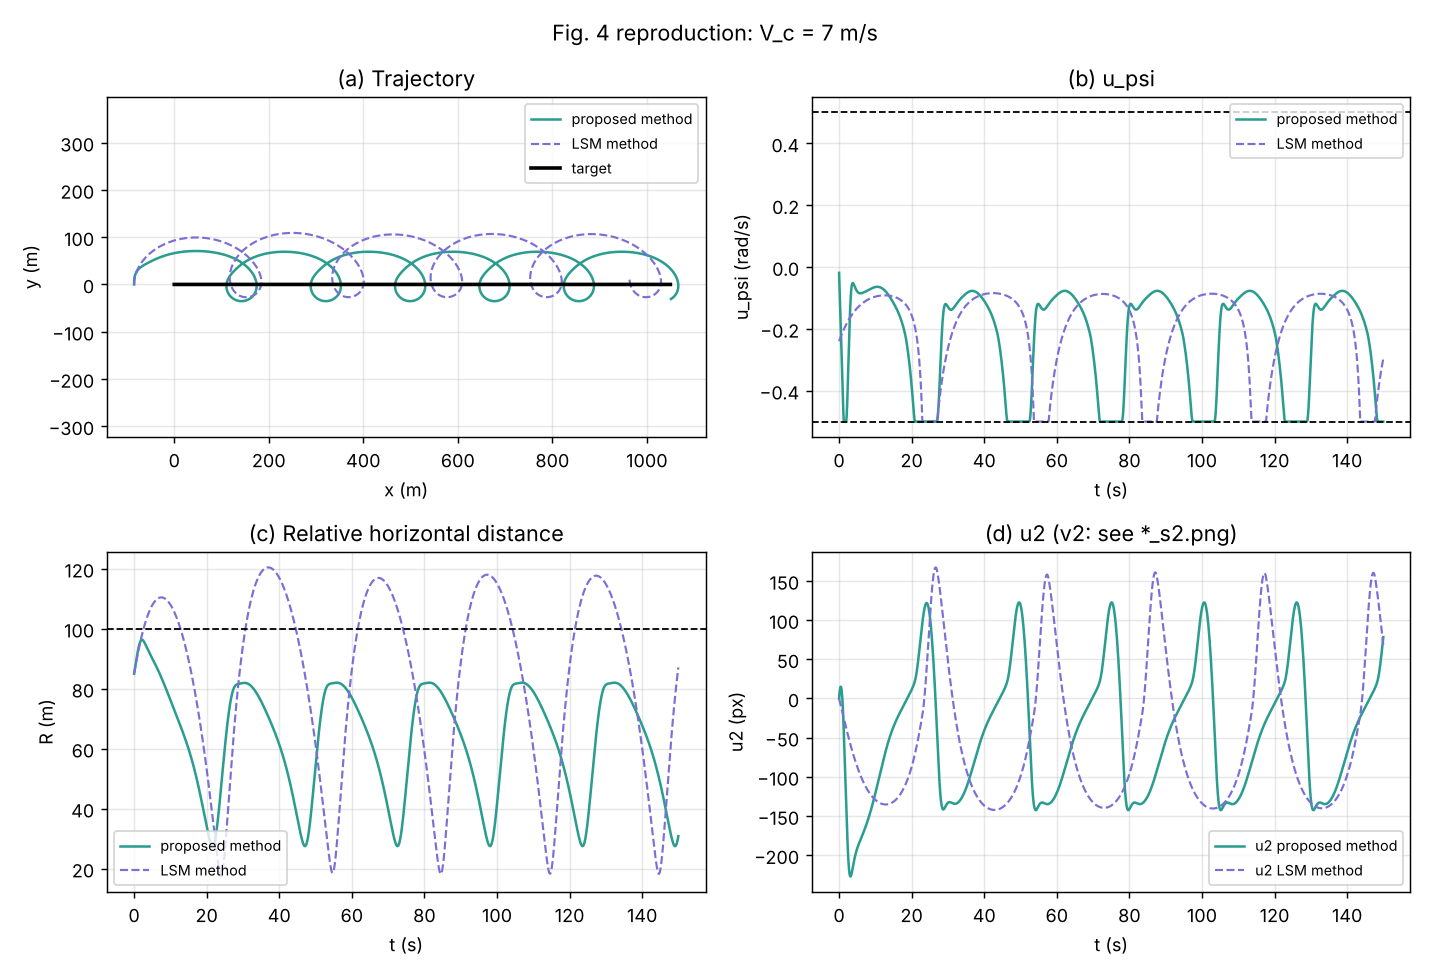 Fig. 4 reproduction: V_c = 7 m/s
(a) Trajectory
300
200
100
0
−100
−200
−300
y (m)
proposed method
LSM method
target
0
200
400
600
800
1000
x (m)
(b) u_psi
0.4
0.2
0.0
−0.2
−0.4
u_psi (rad/s)
proposed method
LSM method
0
20
40
60
80
100
120
140
t (s)
(c) Relative horizontal distance
120
100
80
60
40
20
R (m)
proposed method
LSM method
0
20
40
60
80
100
120
140
t (s)
(d) u2 (v2: see *_s2.png)
150
100
50
0
−50
−100
−150
−200
u2 (px)
u2 proposed method
u2 LSM method
0
20
40
60
80
100
120
140
t (s)